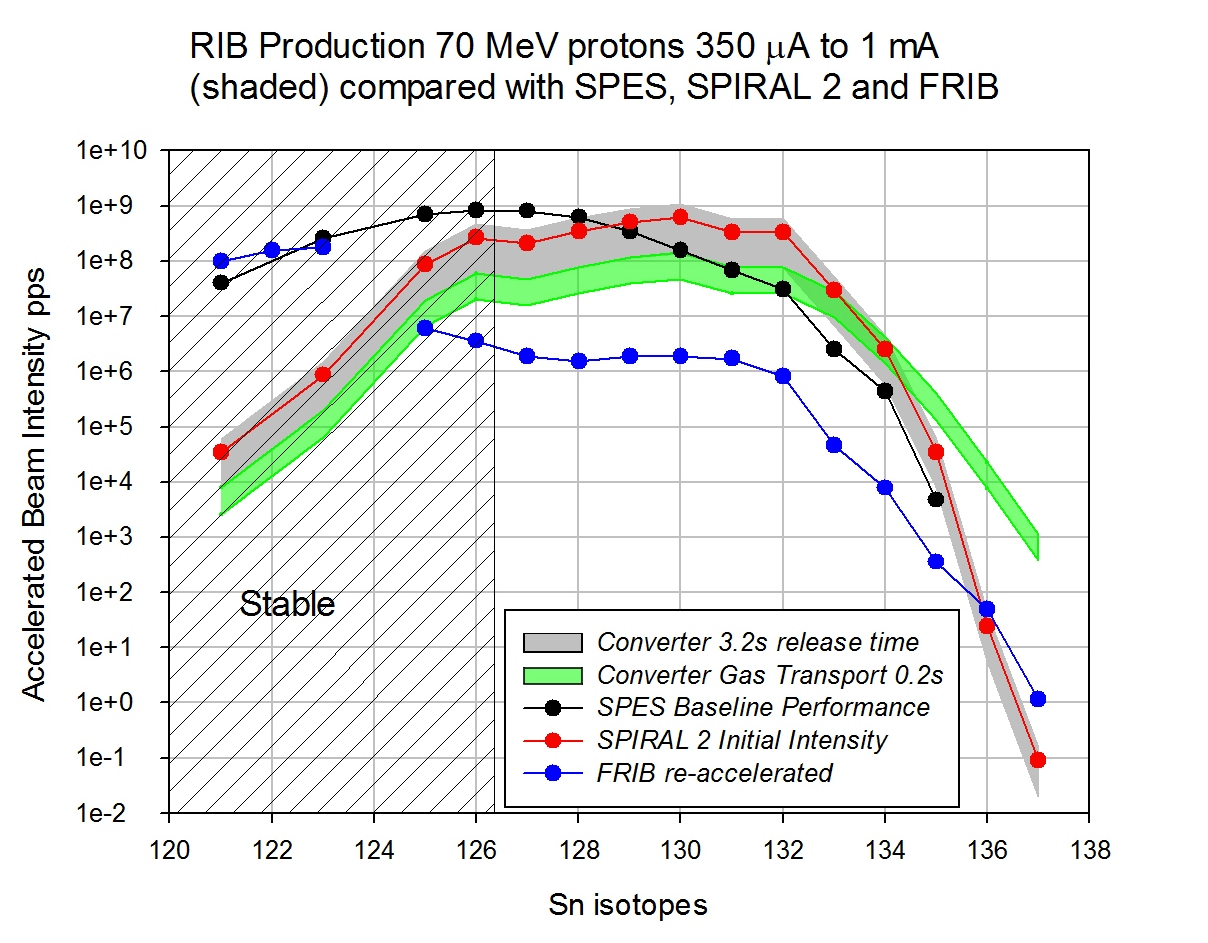 RIB Production 70 MeV protons 350 μA to 1 mA
(shaded) compared with SPES, SPIRAL 2 and FRIB
Accelerated Beam Intensity pps
1e+10
1e+9
1e+8
1e+7
1e+6
1e+5
1e+4
1e+3
1e+2
1e+1
1e+0
1e-1
1e-2
Stable
Converter 3.2s release time
Converter Gas Transport 0.2s
SPES Baseline Performance
SPIRAL 2 Initial Intensity
FRIB re-accelerated
120 122 124 126 128 130 132 134 136 138
Sn isotopes